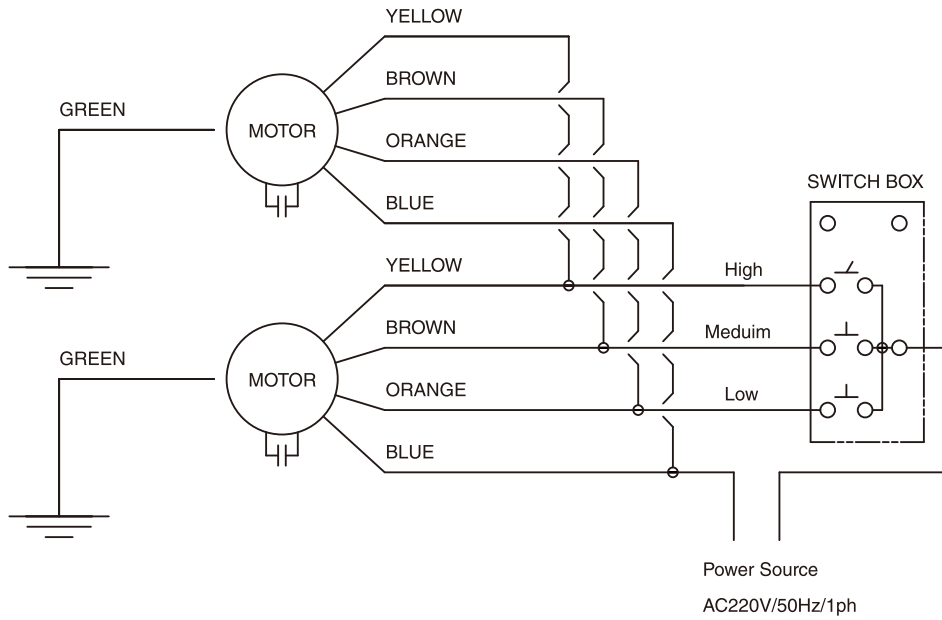 YELLOW
BROWN
GREEN
MOTOR
ORANGE
BLUE
SWITCH BOX
YELLOW
High
BROWN
Meduim
GREEN
MOTOR
ORANGE
Low
BLUE
Power Source
AC220V/50Hz/1ph